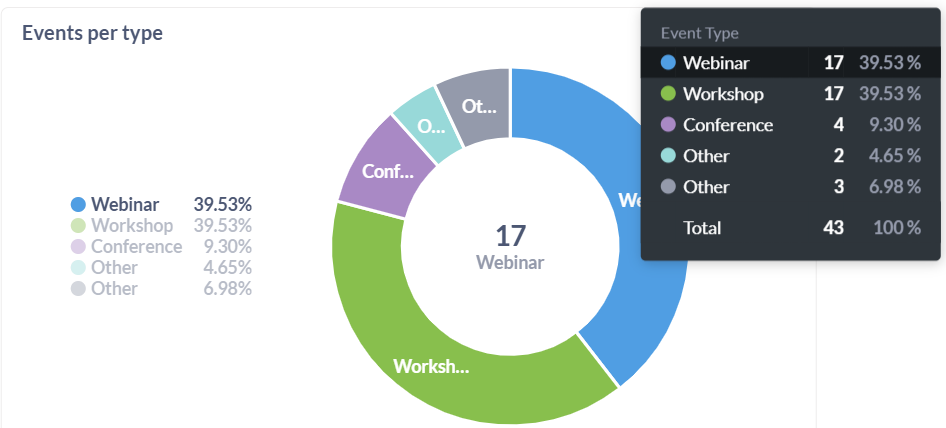 Events per type
Webinar 39.53%
Workshop 39.53%
Conference 9.30%
Other 4.65%
Other 6.98%
Ot...
O...
Conf...
We
Worksh...
17
Webinar
Event Type
Webinar 17 39.53 %
Workshop 17 39.53 %
Conference 4 9.30 %
Other 2 4.65 %
Other 3 6.98 %
Total 43 100 %